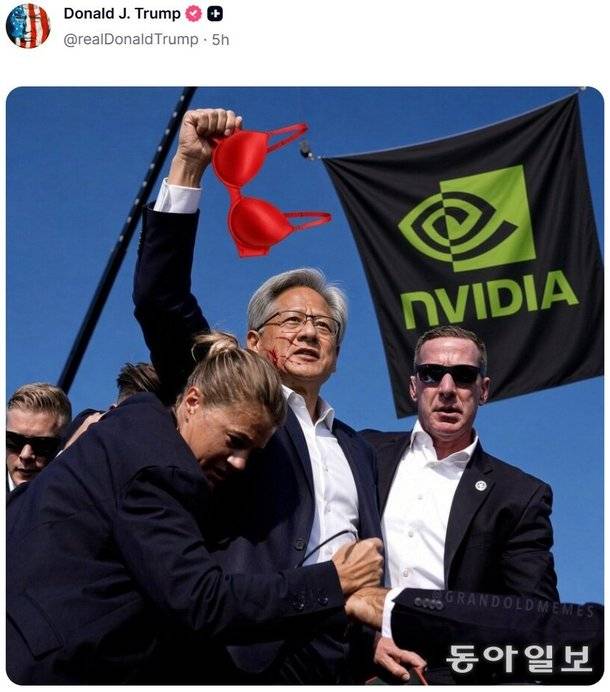 Donald J. Trump
@realDonaldTrump · 5h
NVIDIA
@GRANDOLDMEMES
동아일보